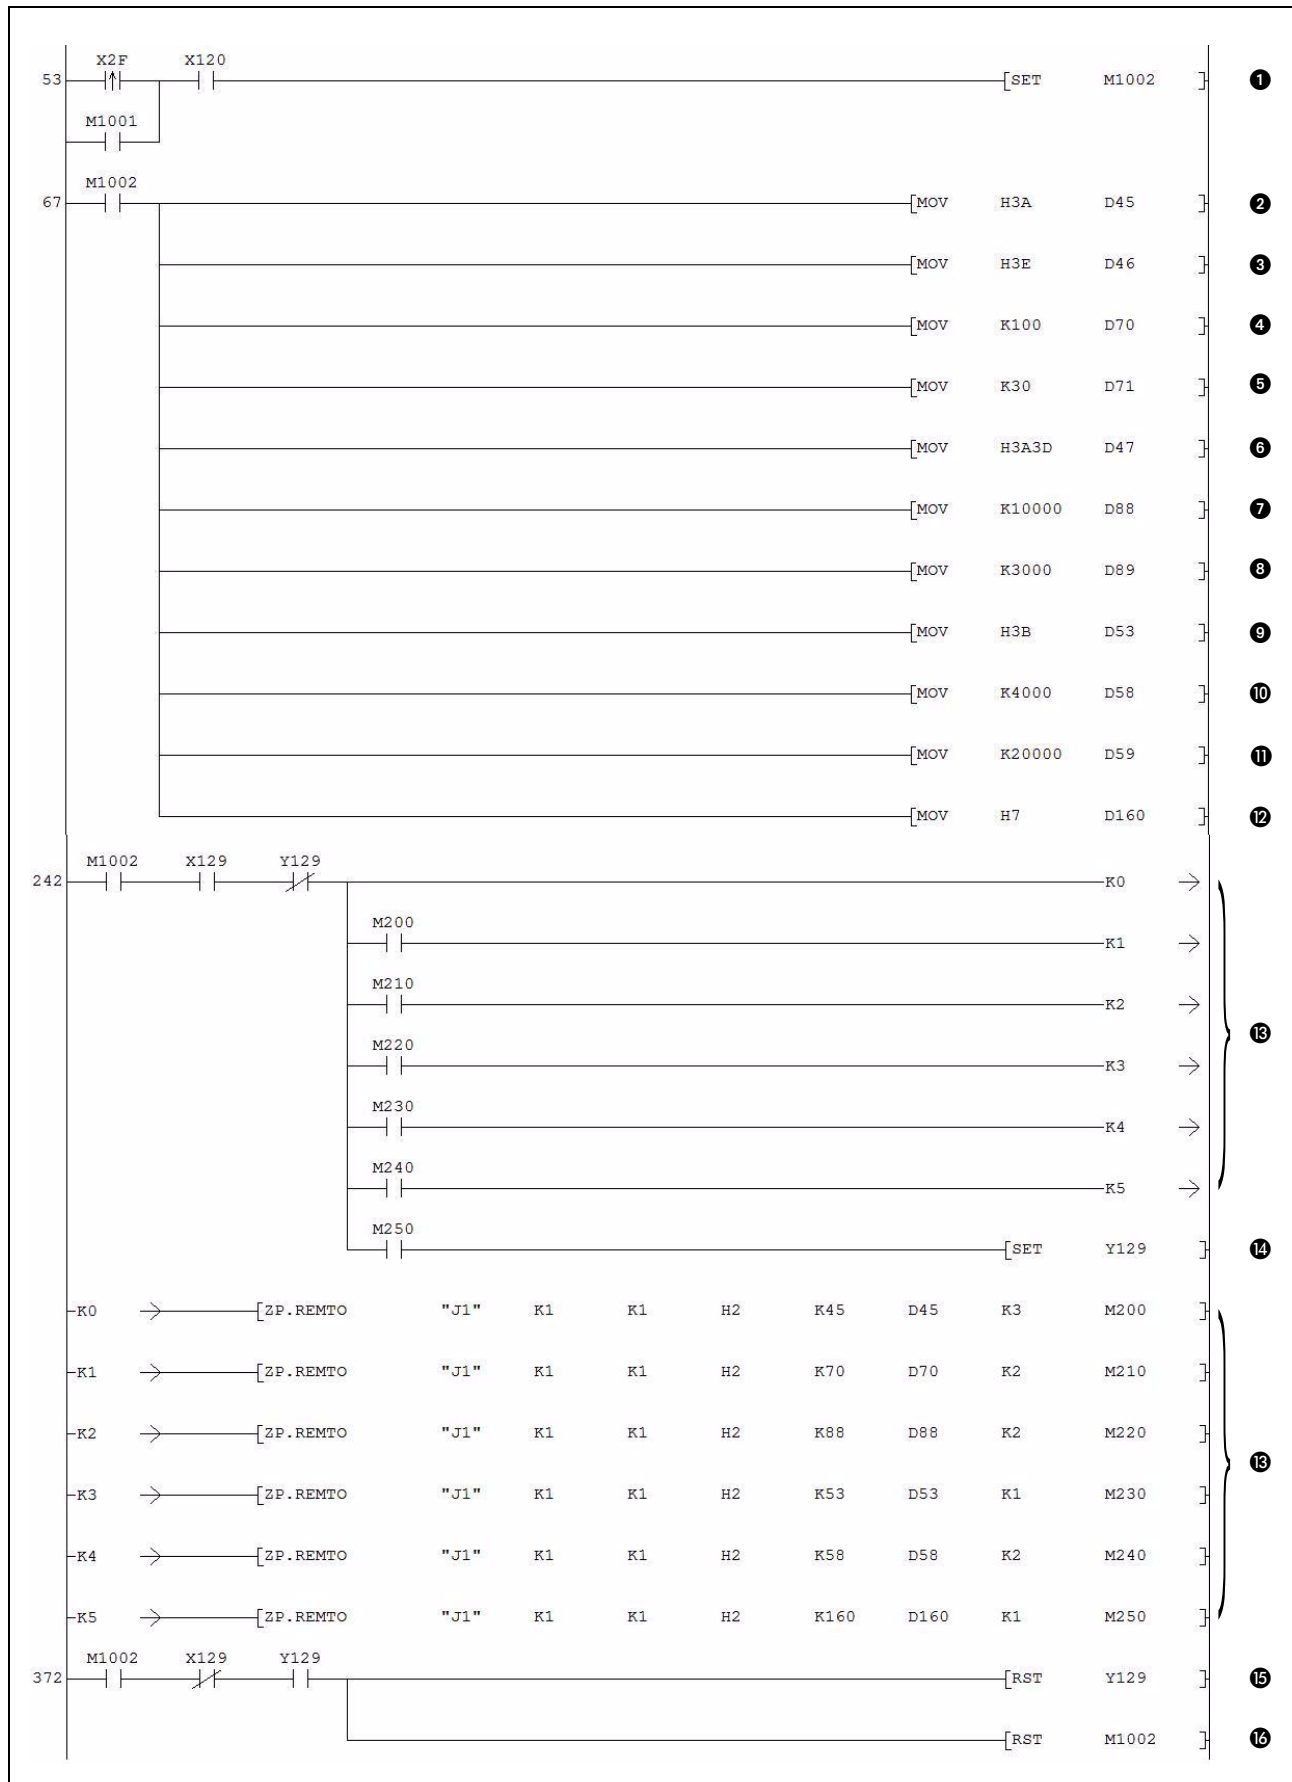 X2F X120
53 [SET M1002 ] ❶
M1001
M1002
67 [MOV H3A D45 ] ❷
[MOV H3E D46 ] ❸
[MOV K100 D70 ] ❹
[MOV K30 D71 ] ❺
[MOV H3A3D D47 ] ❻
[MOV K10000 D88 ] ❼
[MOV K3000 D89 ] ❽
[MOV H3B D53 ] ❾
[MOV K4000 D58 ] ❿
[MOV K20000 D59 ] ⓫
[MOV H7 D160 ] ⓬
M1002 X129 Y129
242 K0
M200
K1
M210
K2
M220
K3 ⓭
M230
K4
M240
K5
M250
[SET Y129 ] ⓮
K0 [ZP.REMTO "J1" K1 K1 H2 K45 D45 K3 M200 ]
K1 [ZP.REMTO "J1" K1 K1 H2 K70 D70 K2 M210 ]
K2 [ZP.REMTO "J1" K1 K1 H2 K88 D88 K2 M220 ]
⓭
K3 [ZP.REMTO "J1" K1 K1 H2 K53 D53 K1 M230 ]
K4 [ZP.REMTO "J1" K1 K1 H2 K58 D58 K2 M240 ]
K5 [ZP.REMTO "J1" K1 K1 H2 K160 D160 K1 M250 ]
M1002 X129 Y129
372 [RST Y129 ] ⓯
[RST M1002 ] ⓰